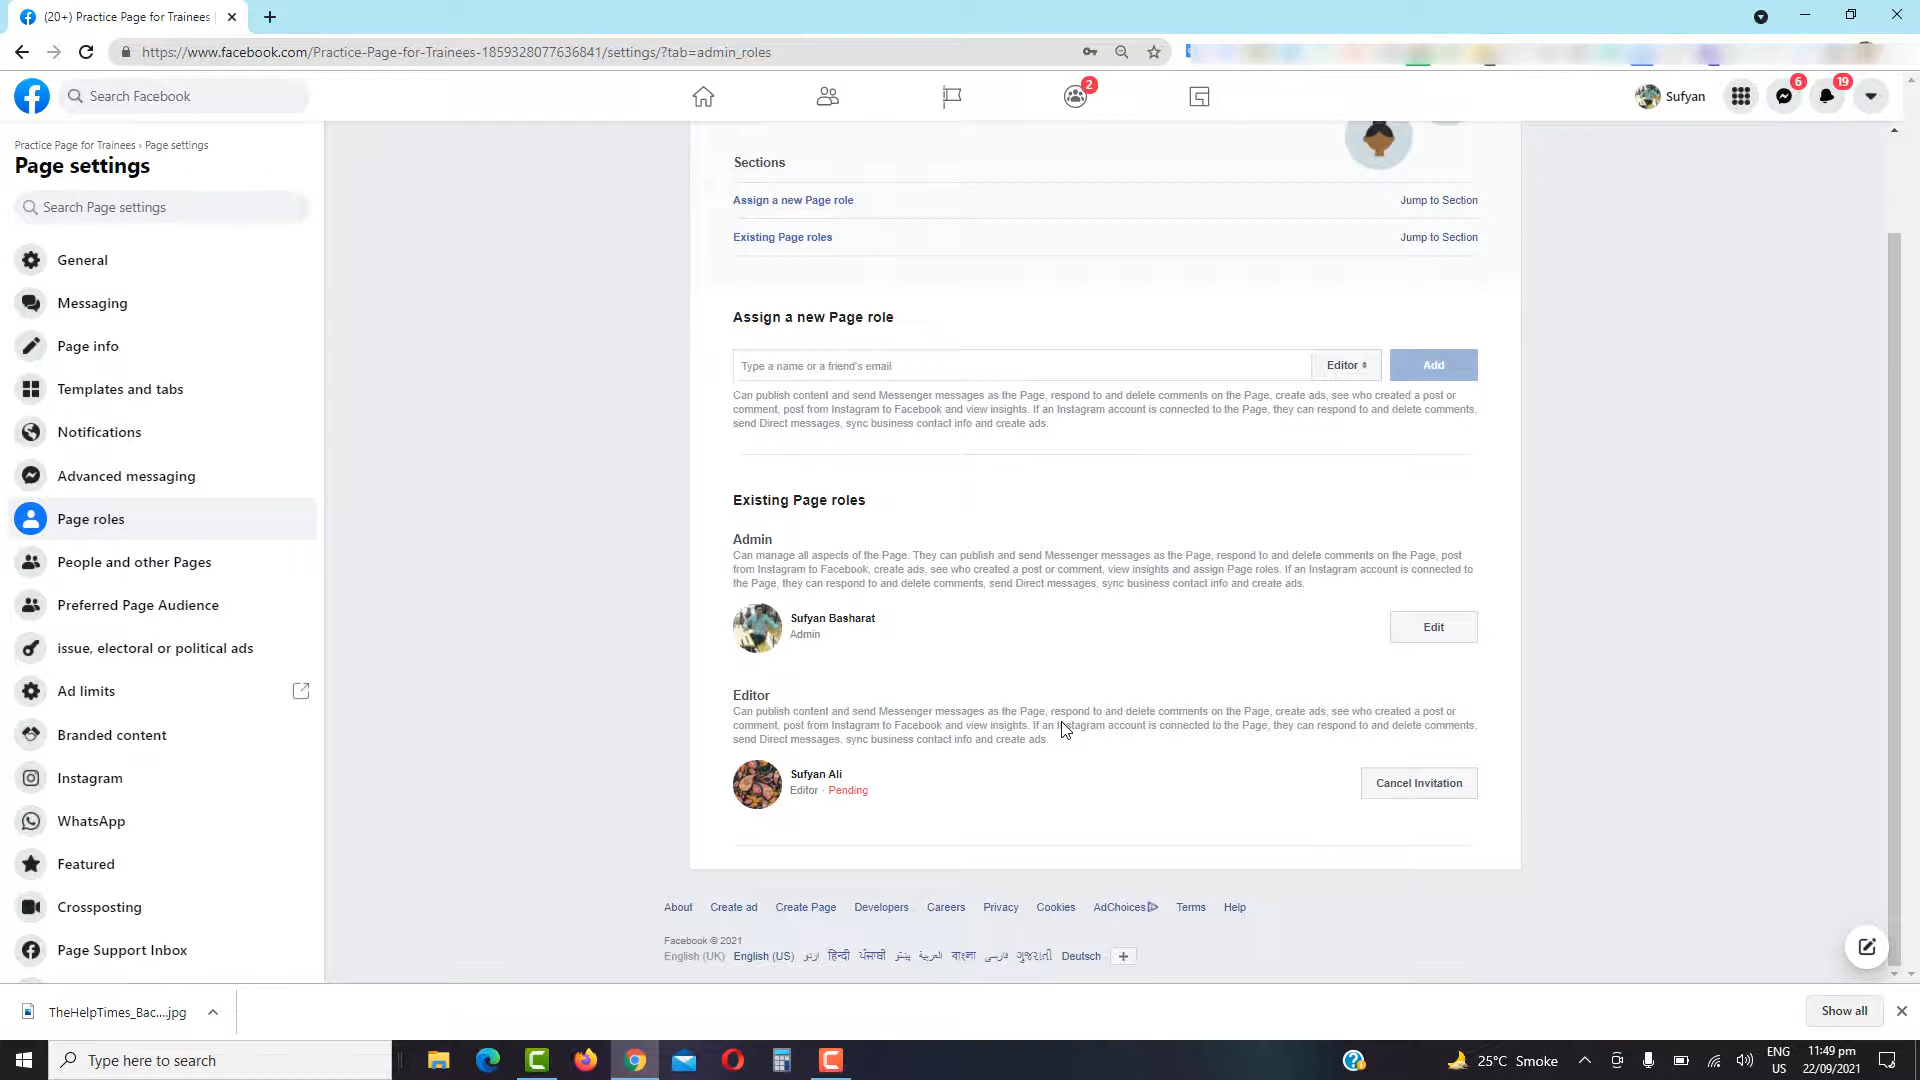 (20+) Practice Page for Trainees |
https://www.facebook.com/Practice-Page-for-Trainees-1859328077636841/settings/?tab=admin_roles
Search Facebook
2
Sufyan
6
19
Practice Page for Trainees › Page settings
Page settings
Search Page settings
General
Messaging
Page info
Templates and tabs
Notifications
Advanced messaging
Page roles
People and other Pages
Preferred Page Audience
issue, electoral or political ads
Ad limits
Branded content
Instagram
WhatsApp
Featured
Crossposting
Page Support Inbox
Sections
Assign a new Page role Jump to Section
Existing Page roles Jump to Section
Assign a new Page role
Type a name or a friend's email Editor Add
Can publish content and send Messenger messages as the Page, respond to and delete comments on the Page, create ads, see who created a post or
comment, post from Instagram to Facebook and view insights. If an Instagram account is connected to the Page, they can respond to and delete comments,
send Direct messages, sync business contact info and create ads.
Existing Page roles
Admin
Can manage all aspects of the Page. They can publish and send Messenger messages as the Page, respond to and delete comments on the Page, post
from Instagram to Facebook, create ads, see who created a post or comment, view insights and assign Page roles. If an Instagram account is connected to
the Page, they can respond to and delete comments, send Direct messages, sync business contact info and create ads.
Sufyan Basharat
Admin
Edit
Editor
Can publish content and send Messenger messages as the Page, respond to and delete comments on the Page, create ads, see who created a post or
comment, post from Instagram to Facebook and view insights. If an Instagram account is connected to the Page, they can respond to and delete comments,
send Direct messages, sync business contact info and create ads.
Sufyan Ali
Editor · Pending
Cancel Invitation
About Create ad Create Page Developers Careers Privacy Cookies AdChoices Terms Help
Facebook © 2021
English (UK) English (US) اردو हिन्दी ਪੰਜਾਬੀ پښتو العربية বাংলা فارسی ગુજરાતી Deutsch +
TheHelpTimes_Bac....jpg
Show all
Type here to search
25°C Smoke
ENG
US
11:49 pm
22/09/2021